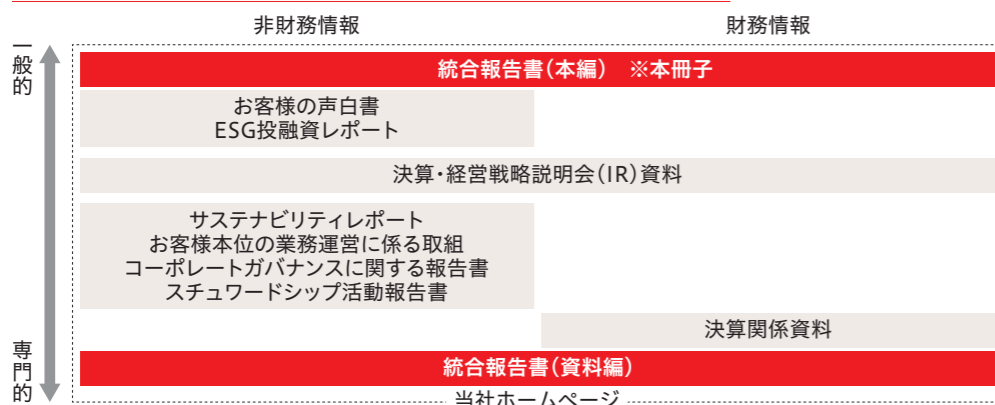 非財務情報
財務情報
一般的
統合報告書（本編）　※本冊子
お客様の声白書
ESG投融資レポート
決算・経営戦略説明会（IR）資料
サステナビリティレポート
お客様本位の業務運営に係る取組
コーポレートガバナンスに関する報告書
スチュワードシップ活動報告書
決算関係資料
専門的
統合報告書（資料編）
当社ホームページ